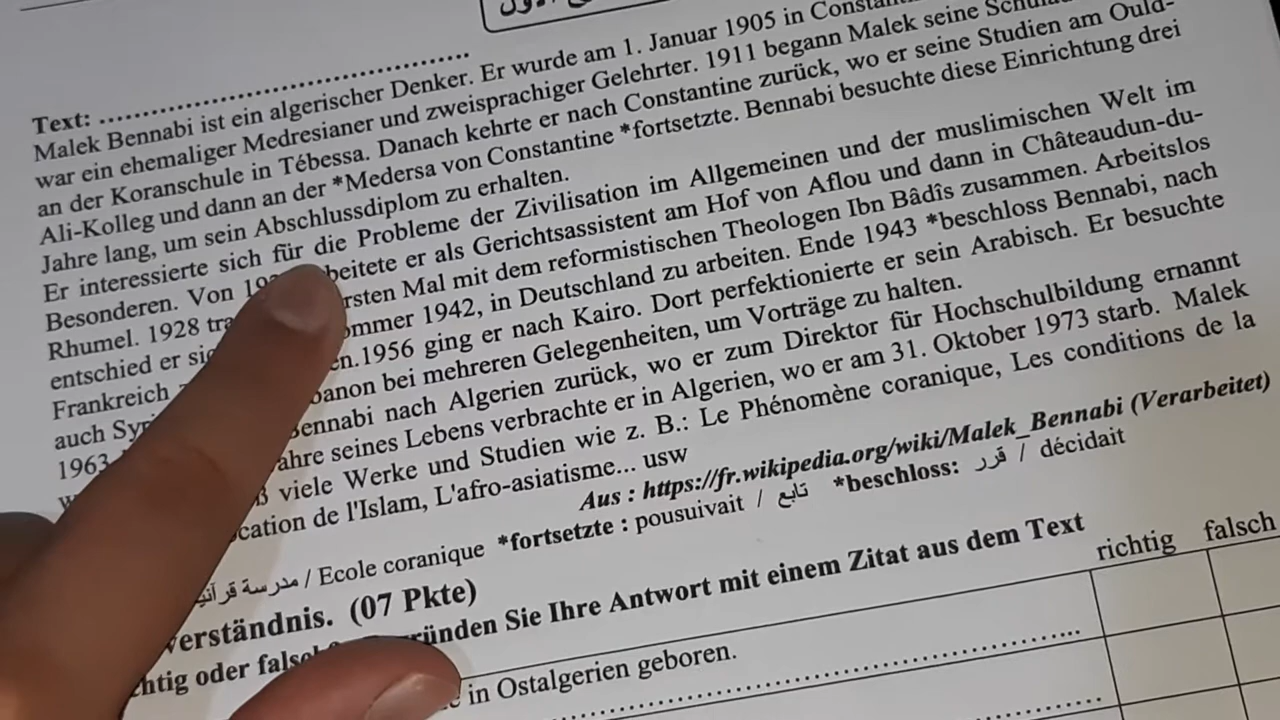 الأول
Text: ................................................
Malek Bennabi ist ein algerischer Denker. Er wurde am 1. Januar 1905 in
war ein ehemaliger Medresianer und zweisprachiger Gelehrter. 1911 begann Malek seine
an der Koranschule in Tébessa. Danach kehrte er nach Constantine zurück, wo er seine Studien am Ould-
Ali-Kolleg und dann an der *Medersa von Constantine *fortsetzte. Bennabi besuchte diese Einrichtung drei
Jahre lang, um sein Abschlussdiplom zu erhalten.
Er interessierte sich für die Probleme der Zivilisation im Allgemeinen und der muslimischen Welt im
Besonderen. Von er als Gerichtsassistent am Hof von Aflou und dann in Châteaudun-du-
Rhumel. 1928 Mal mit dem reformistischen Theologen Ibn Bâdîs zusammen. Arbeitslos
entschied er 1942, in Deutschland zu arbeiten. Ende 1943 *beschloss Bennabi, nach
Frankreich 1956 ging er nach Kairo. Dort perfektionierte er sein Arabisch. Er besuchte
auch bei mehreren Gelegenheiten, um Vorträge zu halten.
1963 nach Algerien zurück, wo er zum Direktor für Hochschulbildung ernannt
seines Lebens verbrachte er in Algerien, wo er am 31. Oktober 1973 starb. Malek
viele Werke und Studien wie z. B.: Le Phénomène coranique, Les conditions de la
de l'Islam, L'afro-asiatisme... usw
Aus : https://fr.wikipedia.org/wiki/Malek_Bennabi (Verarbeitet)
مدرسة قرآنية / Ecole coranique *fortsetzte : pousuivait / تابع *beschloss: قرر / décidait
(07 Pkte)
oder Sie Ihre Antwort mit einem Zitat aus dem Text
richtig falsch
in Ostalgerien geboren.